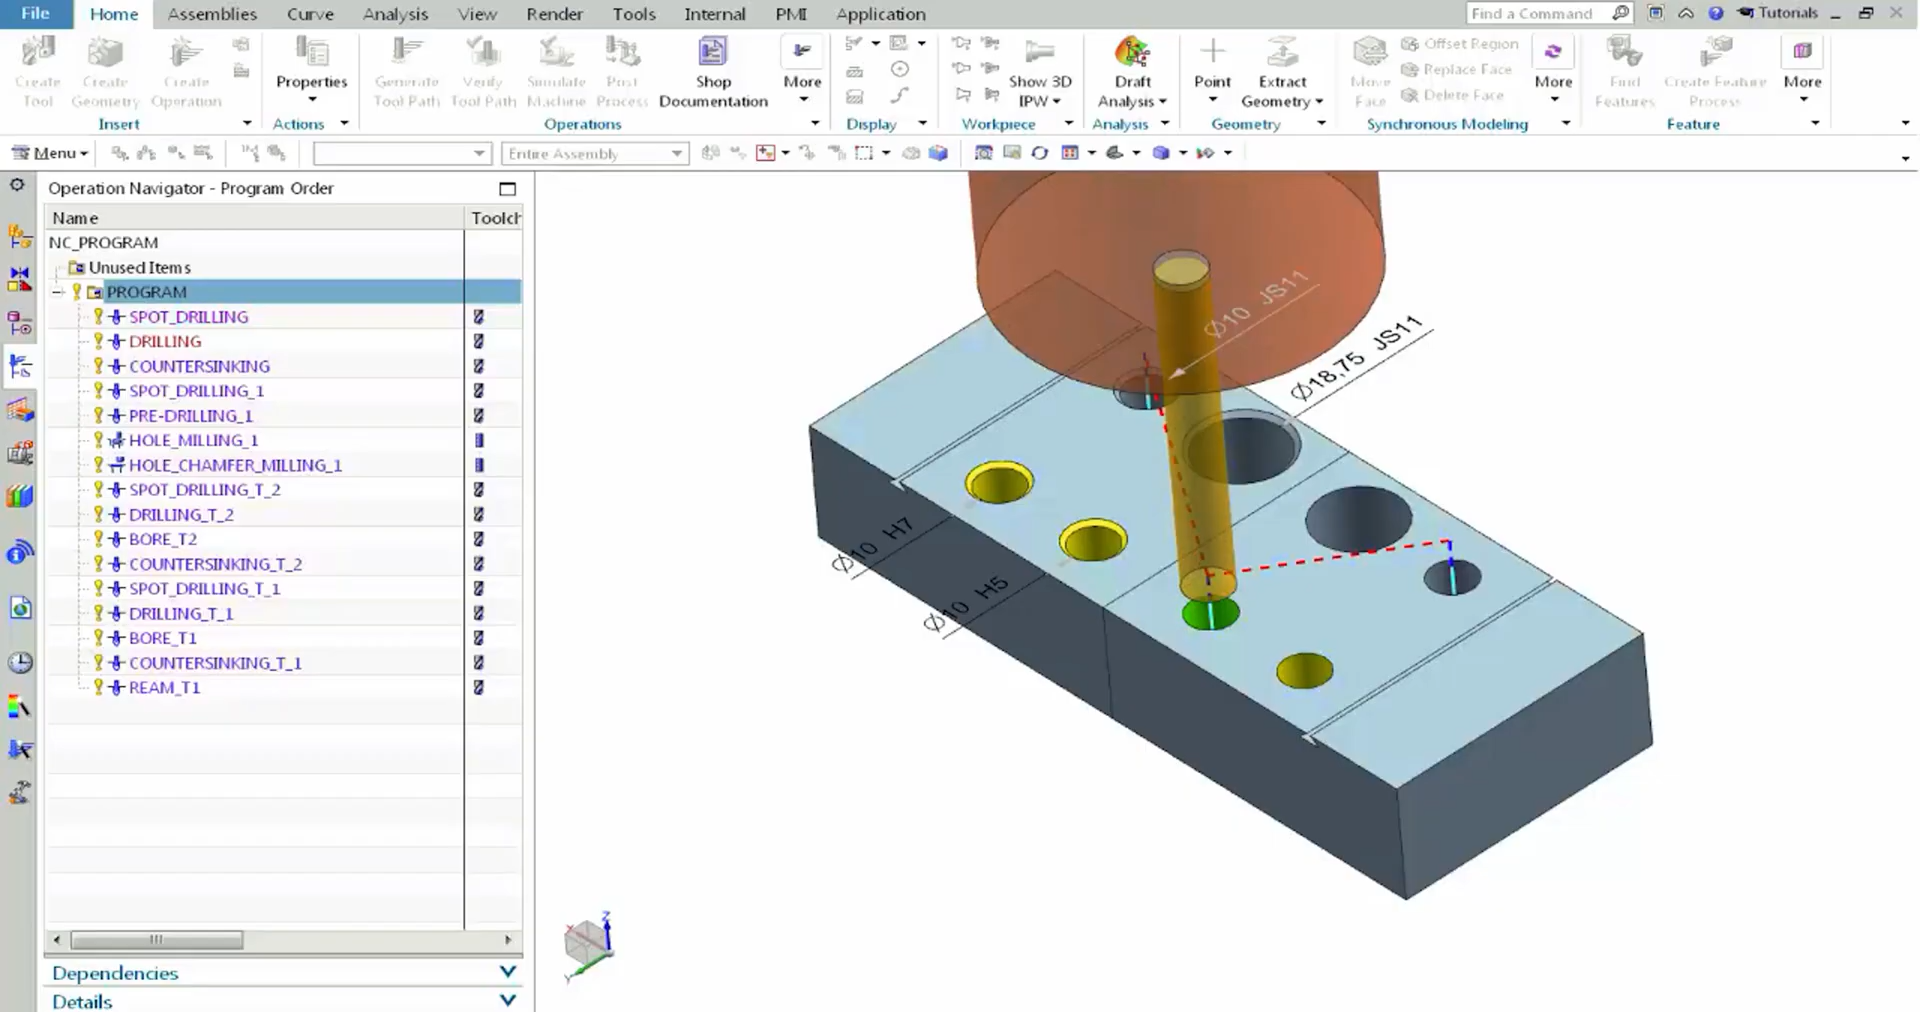 File Home Assemblies Curve Analysis View Render Tools Internal PMI Application Find a Command Tutorials
Create Tool
Create Geometry
Create Operation
Properties
Generate Tool Path
Verify Tool Path
Simulate Machine
Post Process
Shop Documentation
More
Show 3D IPW
Draft Analysis
Point
Extract Geometry
Move Face
Offset Region
Replace Face
Delete Face
More
Find Features
Create Feature Process
More
Insert Actions Operations Display Workpiece Analysis Geometry Synchronous Modeling Feature
Menu Entire Assembly
Operation Navigator - Program Order
Name Toolch
NC_PROGRAM
Unused Items
PROGRAM
SPOT_DRILLING
DRILLING
COUNTERSINKING
SPOT_DRILLING_1
PRE-DRILLING_1
HOLE_MILLING_1
HOLE_CHAMFER_MILLING_1
SPOT_DRILLING_T_2
DRILLING_T_2
BORE_T2
COUNTERSINKING_T_2
SPOT_DRILLING_T_1
DRILLING_T_1
BORE_T1
COUNTERSINKING_T_1
REAM_T1
Dependencies
Details
Ø10 JS11
Ø18,75 JS11
Ø10 H7
Ø10 H5
Z
X
Y